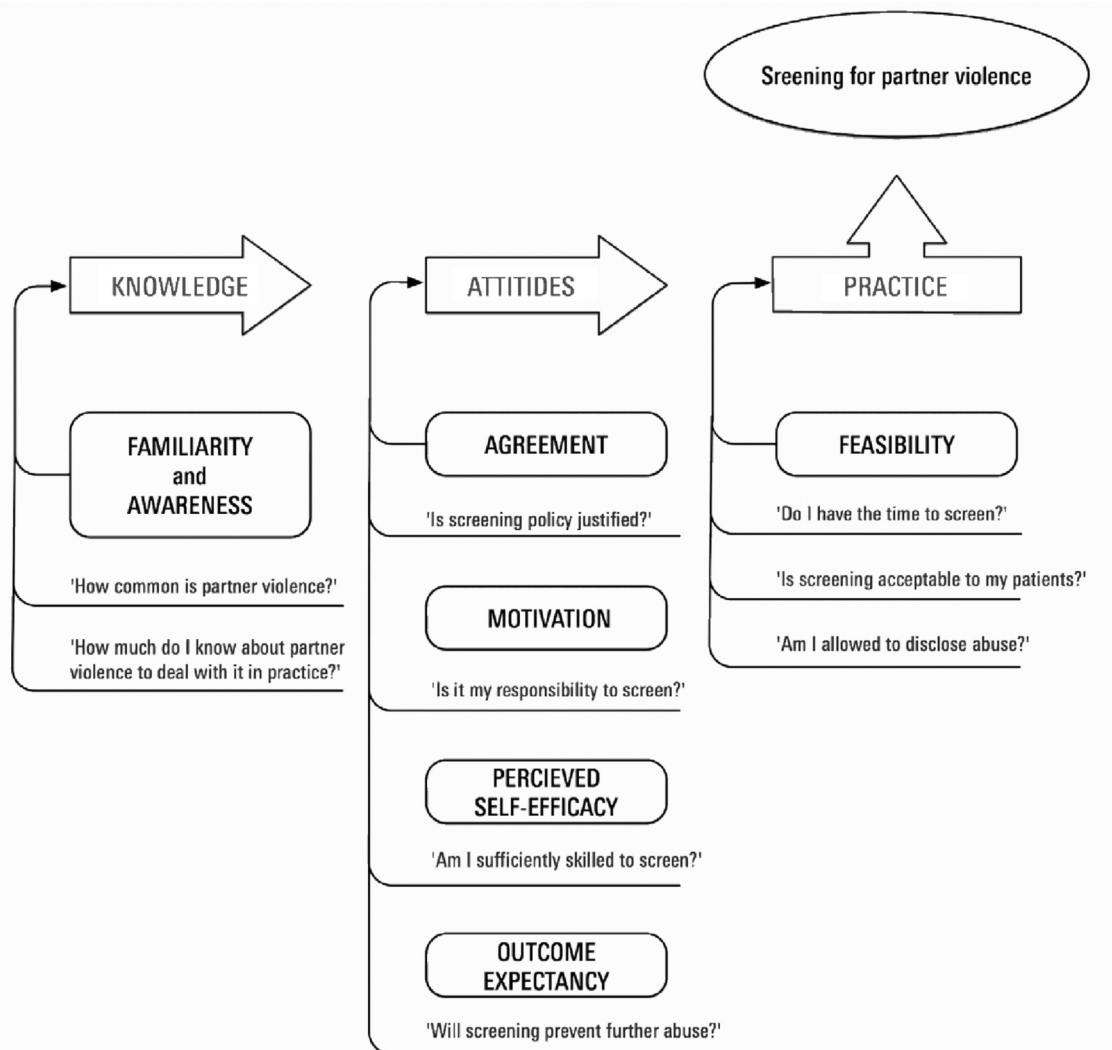 Sreening for partner violence
KNOWLEDGE
FAMILIARITY
and
AWARENESS
'How common is partner violence?'
'How much do I know about partner
violence to deal with it in practice?'
ATTITIDES
AGREEMENT
'Is screening policy justified?'
MOTIVATION
'Is it my responsibility to screen?'
PERCIEVED
SELF-EFFICACY
'Am I sufficiently skilled to screen?'
OUTCOME
EXPECTANCY
'Will screening prevent further abuse?'
PRACTICE
FEASIBILITY
'Do I have the time to screen?'
'Is screening acceptable to my patients?'
'Am I allowed to disclose abuse?'